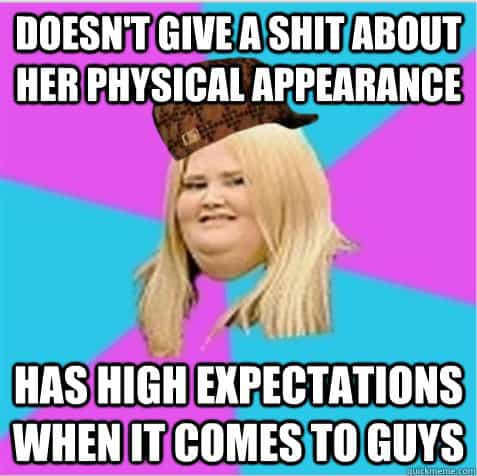 DOESN'T GIVE A SHIT ABOUT
HER PHYSICAL APPEARANCE
HAS HIGH EXPECTATIONS
WHEN IT COMES TO GUYS
quickmeme.com